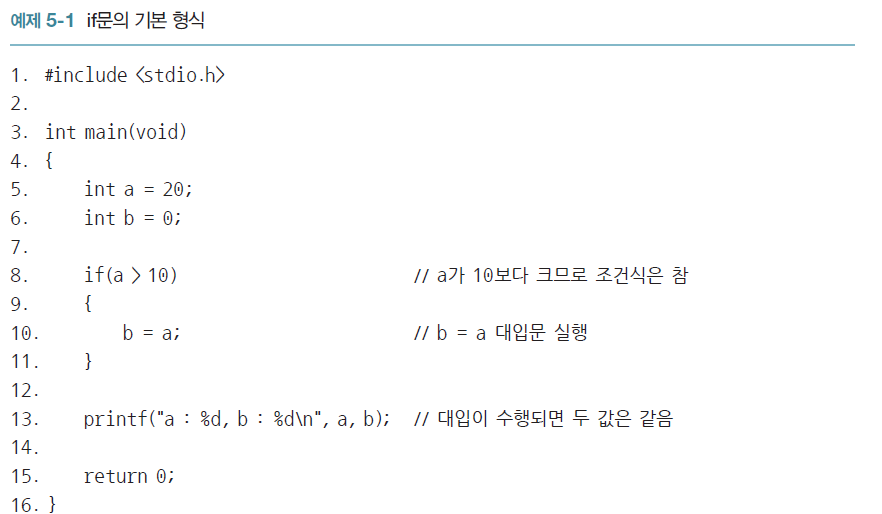 예제 5-1 if문의 기본 형식
1. #include <stdio.h>
2.
3. int main(void)
4. {
5. int a = 20;
6. int b = 0;
7.
8. if(a > 10) // a가 10보다 크므로 조건식은 참
9. {
10. b = a; // b = a 대입문 실행
11. }
12.
13. printf("a : %d, b : %d\n", a, b); // 대입이 수행되면 두 값은 같음
14.
15. return 0;
16. }